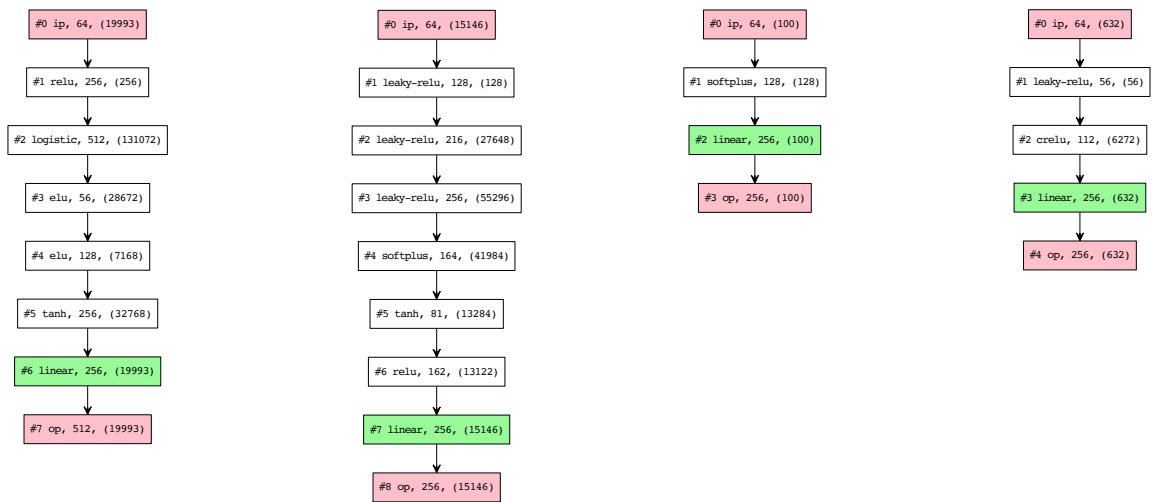 #0 ip, 64, (19993)
#1 relu, 256, (256)
#2 logistic, 512, (131072)
#3 elu, 56, (28672)
#4 elu, 128, (7168)
#5 tanh, 256, (32768)
#6 linear, 256, (19993)
#7 op, 512, (19993)
#0 ip, 64, (15146)
#1 leaky-relu, 128, (128)
#2 leaky-relu, 216, (27648)
#3 leaky-relu, 256, (55296)
#4 softplus, 164, (41984)
#5 tanh, 81, (13284)
#6 relu, 162, (13122)
#7 linear, 256, (15146)
#8 op, 256, (15146)
#0 ip, 64, (100)
#1 softplus, 128, (128)
#2 linear, 256, (100)
#3 op, 256, (100)
#0 ip, 64, (632)
#1 leaky-relu, 56, (56)
#2 crelu, 112, (6272)
#3 linear, 256, (632)
#4 op, 256, (632)